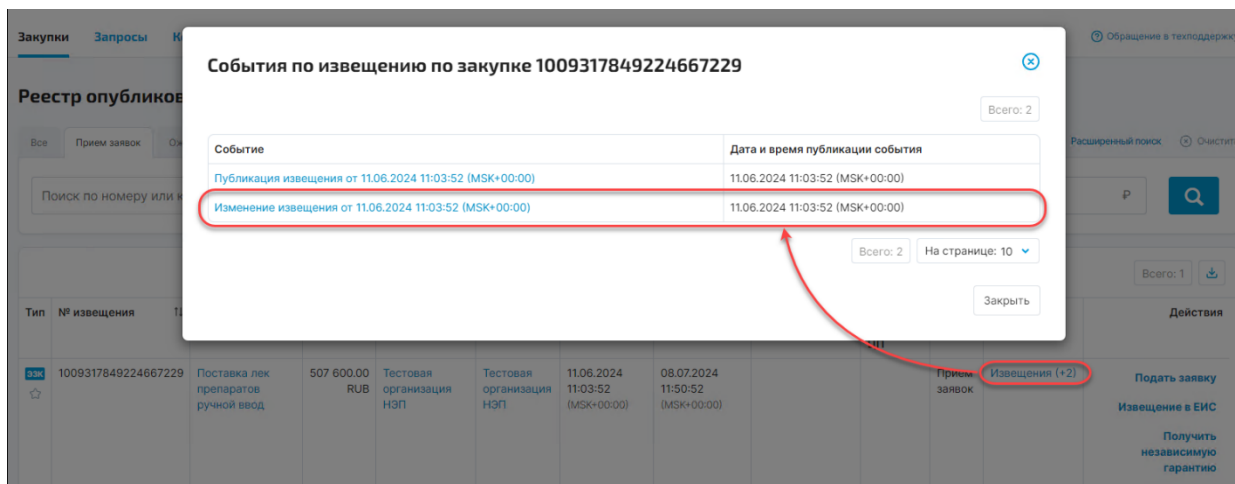 Закупки Запросы К
Обращение в техподдержк
События по извещению по закупке 1009317849224667229
Реестр опубликов
Всего: 2
Все Прием заявок Ож
Расширенный поиск Очистит
Событие Дата и время публикации события
Публикация извещения от 11.06.2024 11:03:52 (MSK+00:00) 11.06.2024 11:03:52 (MSK+00:00)
Поиск по номеру или к ₽
Изменение извещения от 11.06.2024 11:03:52 (MSK+00:00) 11.06.2024 11:03:52 (MSK+00:00)
Всего: 2 На странице: 10
Всего: 1
Закрыть
Тип № извещения Действия
ЭЗК 1009317849224667229 Поставка лек 507 600.00 Тестовая Тестовая 11.06.2024 08.07.2024 Прием Извещения (+2) Подать заявку
препаратов RUB организация организация 11:03:52 11:50:52 заявок
ручной ввод НЭП НЭП (MSK+00:00) (MSK+00:00)
Извещение в ЕИС
Получить
независимую
гарантию